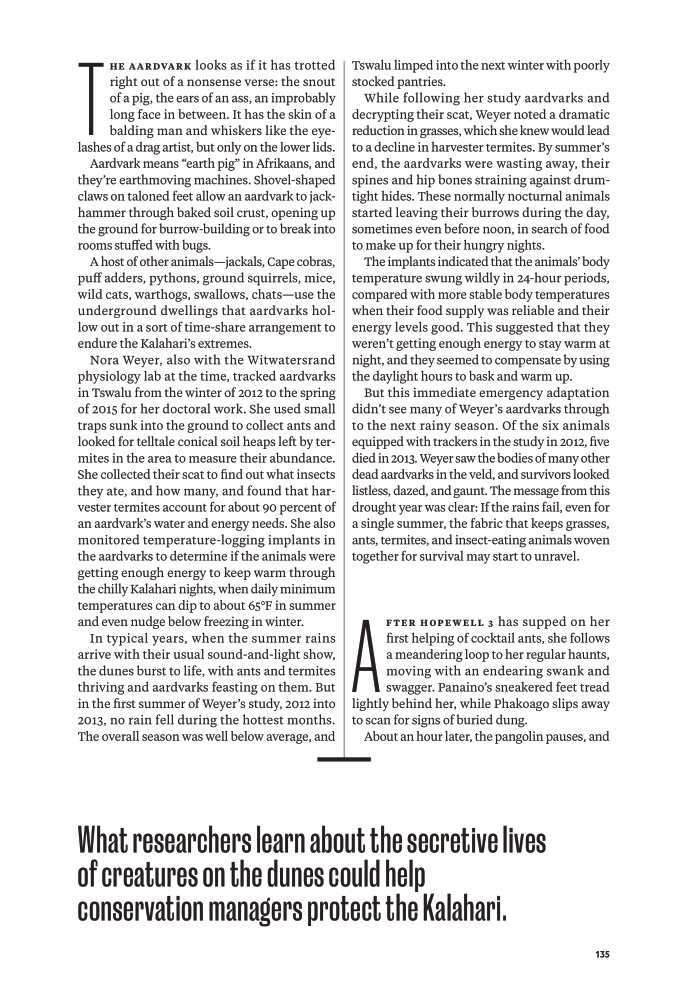 THE AARDVARK looks as if it has trotted
right out of a nonsense verse: the snout
of a pig, the ears of an ass, an improbably
long face in between. It has the skin of a
balding man and whiskers like the eye-
lashes of a drag artist, but only on the lower lids.
Aardvark means “earth pig” in Afrikaans, and
they’re earthmoving machines. Shovel-shaped
claws on taloned feet allow an aardvark to jack-
hammer through baked soil crust, opening up
the ground for burrow-building or to break into
rooms stuffed with bugs.
A host of other animals—jackals, Cape cobras,
puff adders, pythons, ground squirrels, mice,
wild cats, warthogs, swallows, chats—use the
underground dwellings that aardvarks hol-
low out in a sort of time-share arrangement to
endure the Kalahari’s extremes.
Nora Weyer, also with the Witwatersrand
physiology lab at the time, tracked aardvarks
in Tswalu from the winter of 2012 to the spring
of 2015 for her doctoral work. She used small
traps sunk into the ground to collect ants and
looked for telltale conical soil heaps left by ter-
mites in the area to measure their abundance.
She collected their scat to find out what insects
they ate, and how many, and found that har-
vester termites account for about 90 percent of
an aardvark’s water and energy needs. She also
monitored temperature-logging implants in
the aardvarks to determine if the animals were
getting enough energy to keep warm through
the chilly Kalahari nights, when daily minimum
temperatures can dip to about 65°F in summer
and even nudge below freezing in winter.
In typical years, when the summer rains
arrive with their usual sound-and-light show,
the dunes burst to life, with ants and termites
thriving and aardvarks feasting on them. But
in the first summer of Weyer’s study, 2012 into
2013, no rain fell during the hottest months.
The overall season was well below average, and
Tswalu limped into the next winter with poorly
stocked pantries.
While following her study aardvarks and
decrypting their scat, Weyer noted a dramatic
reduction in grasses, which she knew would lead
to a decline in harvester termites. By summer’s
end, the aardvarks were wasting away, their
spines and hip bones straining against drum-
tight hides. These normally nocturnal animals
started leaving their burrows during the day,
sometimes even before noon, in search of food
to make up for their hungry nights.
The implants indicated that the animals’ body
temperature swung wildly in 24-hour periods,
compared with more stable body temperatures
when their food supply was reliable and their
energy levels good. This suggested that they
weren’t getting enough energy to stay warm at
night, and they seemed to compensate by using
the daylight hours to bask and warm up.
But this immediate emergency adaptation
didn’t see many of Weyer’s aardvarks through
to the next rainy season. Of the six animals
equipped with trackers in the study in 2012, five
died in 2013. Weyer saw the bodies of many other
dead aardvarks in the veld, and survivors looked
listless, dazed, and gaunt. The message from this
drought year was clear: If the rains fail, even for
a single summer, the fabric that keeps grasses,
ants, termites, and insect-eating animals woven
together for survival may start to unravel.
AFTER HOPEWELL 3 has supped on her
first helping of cocktail ants, she follows
a meandering loop to her regular haunts,
moving with an endearing swank and
swagger. Panaino’s sneakered feet tread
lightly behind her, while Phakoago slips away
to scan for signs of buried dung.
About an hour later, the pangolin pauses, and
What researchers learn about the secretive lives
of creatures on the dunes could help
conservation managers protect the Kalahari.
135